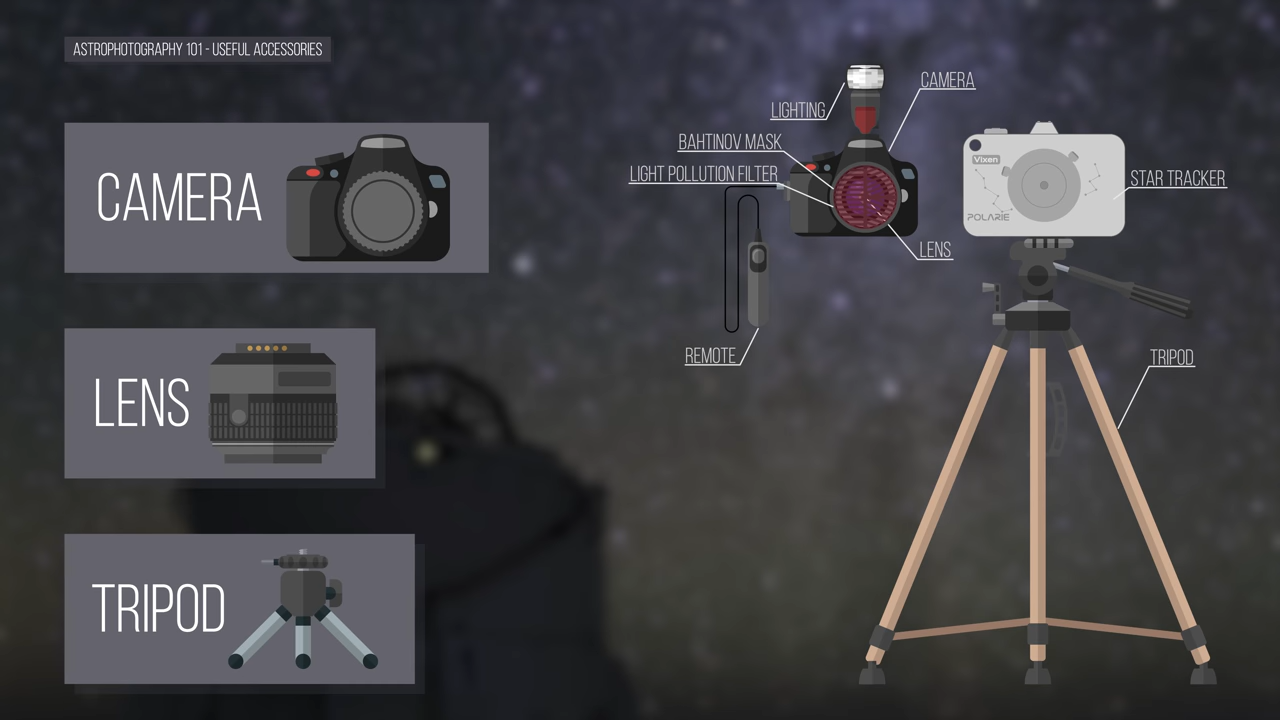 ASTROPHOTOGRAPHY 101 - USEFUL ACCESSORIES
CAMERA
LENS
TRIPOD
CAMERA
LIGHTING
BAHTINOV MASK
LIGHT POLLUTION FILTER
LENS
REMOTE
Vixen
POLARIE
STAR TRACKER
TRIPOD